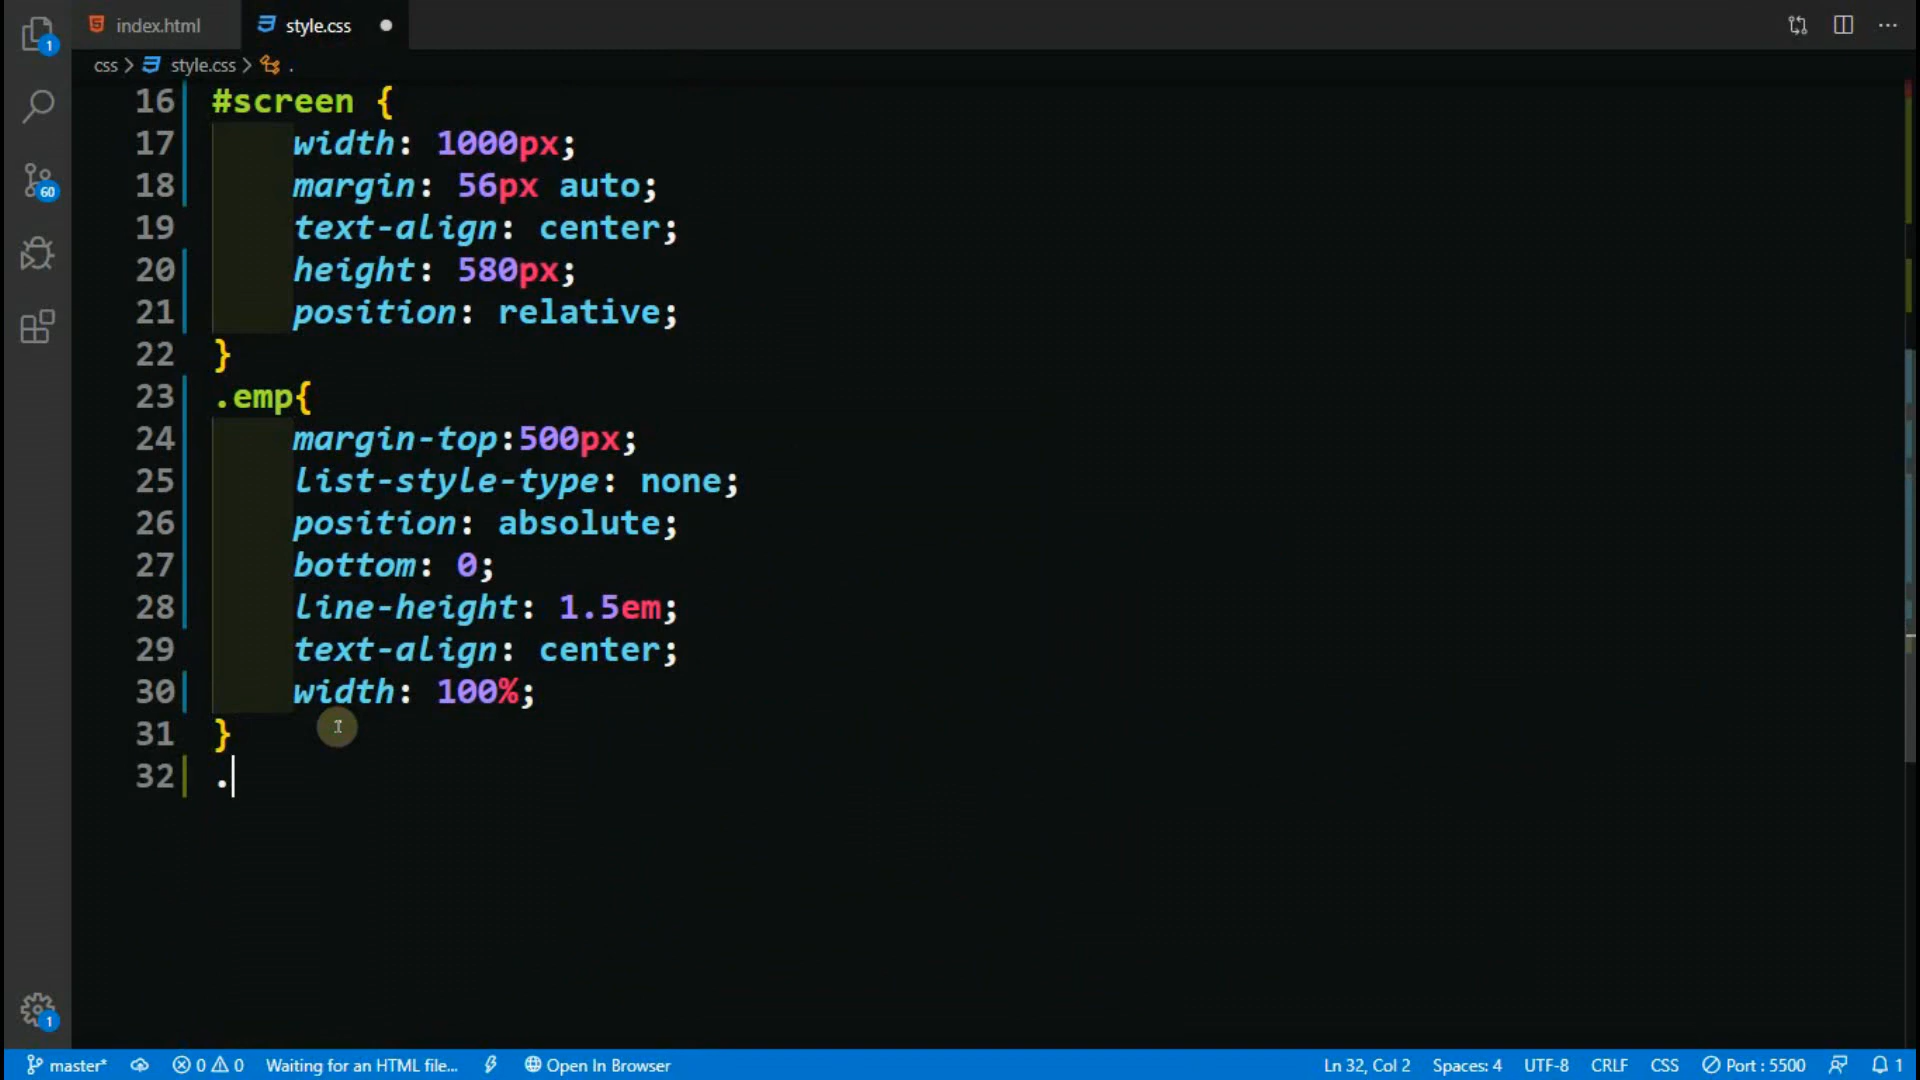 index.html
style.css
css > style.css > .
16 #screen {
17 width: 1000px;
18 margin: 56px auto;
19 text-align: center;
20 height: 580px;
21 position: relative;
22 }
23 .emp{
24 margin-top:500px;
25 list-style-type: none;
26 position: absolute;
27 bottom: 0;
28 line-height: 1.5em;
29 text-align: center;
30 width: 100%;
31 }
32 .
1
60
1
master* 0 0 Waiting for an HTML file... Open In Browser Ln 32, Col 2 Spaces: 4 UTF-8 CRLF CSS Port : 5500 1